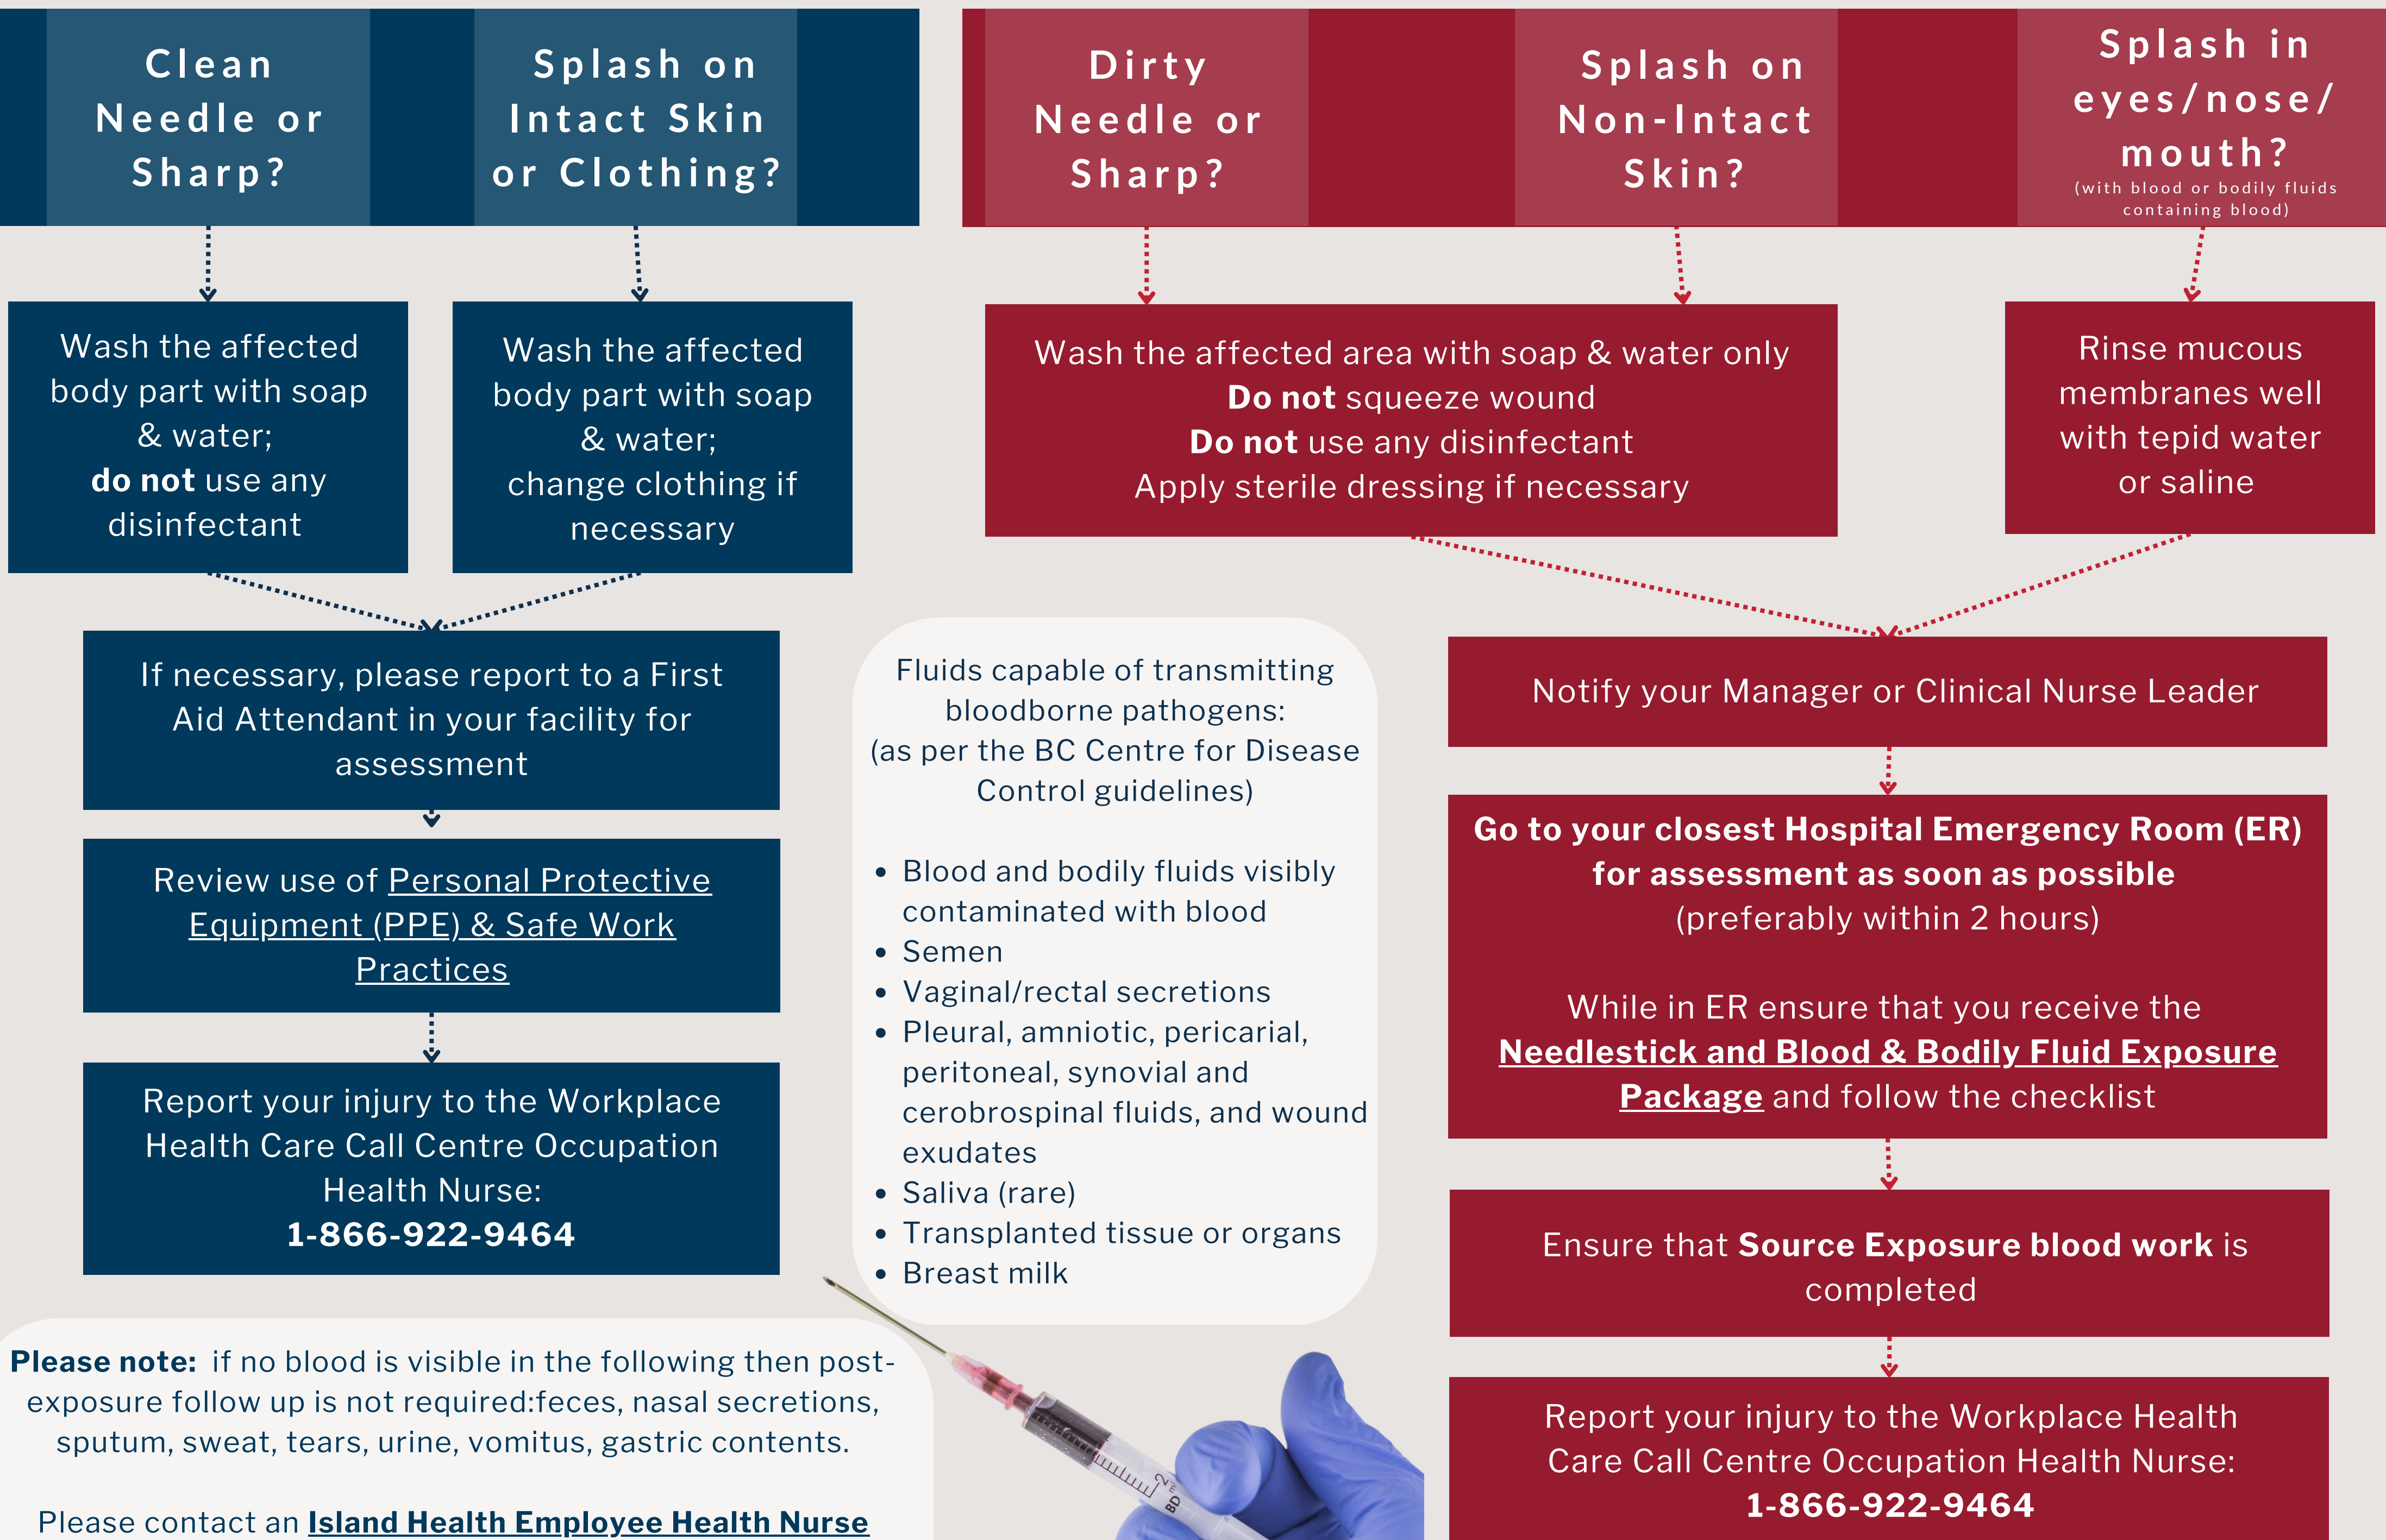 Clean
Needle or
Sharp?
Splash on
Intact Skin
or Clothing?
Dirty
Needle or
Sharp?
Splash on
Non-Intact
Skin?
Splash in
eyes/nose/
mouth?
(with blood or bodily fluids
containing blood)
Wash the affected
body part with soap
& water;
do not use any
disinfectant
Wash the affected
body part with soap
& water;
change clothing if
necessary
Wash the affected area with soap & water only
Do not squeeze wound
Do not use any disinfectant
Apply sterile dressing if necessary
Rinse mucous
membranes well
with tepid water
or saline
If necessary, please report to a First
Aid Attendant in your facility for
assessment
Review use of Personal Protective
Equipment (PPE) & Safe Work
Practices
Report your injury to the Workplace
Health Care Call Centre Occupation
Health Nurse:
1-866-922-9464
Please note: if no blood is visible in the following then post-
exposure follow up is not required:feces, nasal secretions,
sputum, sweat, tears, urine, vomitus, gastric contents.
Please contact an Island Health Employee Health Nurse
Fluids capable of transmitting
bloodborne pathogens:
(as per the BC Centre for Disease
Control guidelines)
• Blood and bodily fluids visibly
contaminated with blood
• Semen
• Vaginal/rectal secretions
• Pleural, amniotic, pericarial,
peritoneal, synovial and
cerobrospinal fluids, and wound
exudates
• Saliva (rare)
• Transplanted tissue or organs
• Breast milk
2 ml
BD
Notify your Manager or Clinical Nurse Leader
Go to your closest Hospital Emergency Room (ER)
for assessment as soon as possible
(preferably within 2 hours)
While in ER ensure that you receive the
Needlestick and Blood & Bodily Fluid Exposure
Package and follow the checklist
Ensure that Source Exposure blood work is
completed
Report your injury to the Workplace Health
Care Call Centre Occupation Health Nurse:
1-866-922-9464